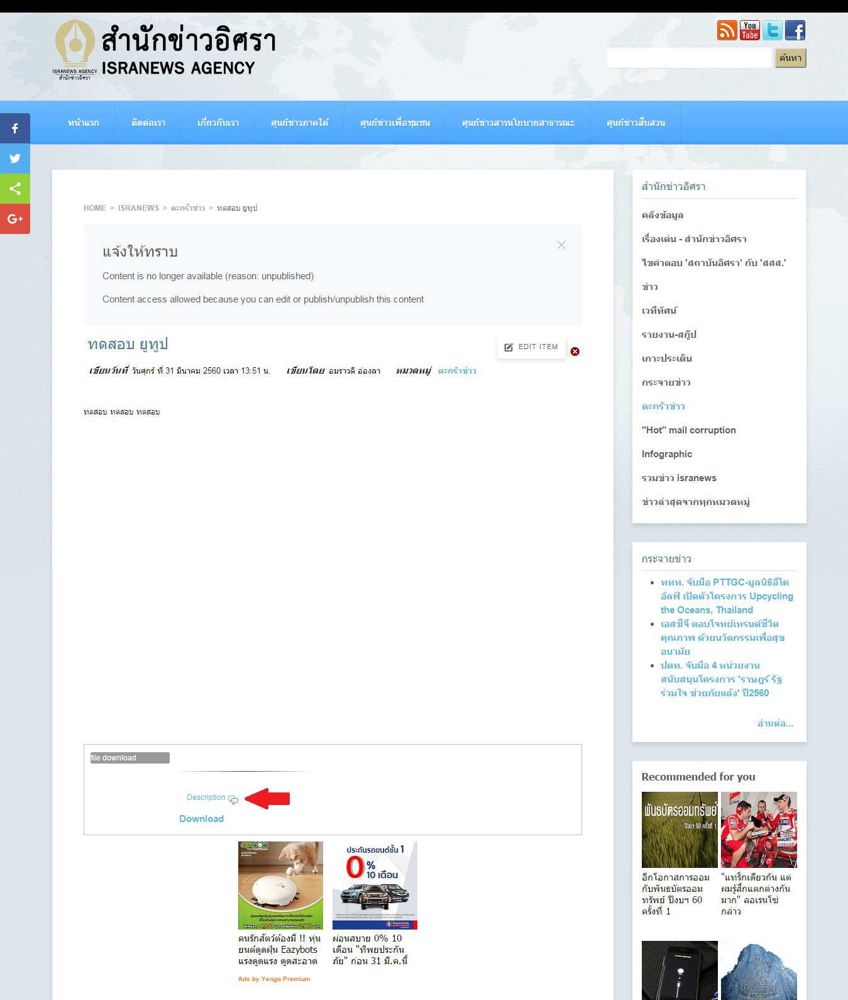 สำนักข่าวอิศรา
ISRANEWS AGENCY
ISRANEWS AGENCY
สำนักข่าวอิศรา
You
Tube
ค้นหา
หน้าแรก
ติดต่อเรา
เกี่ยวกับเรา
ศูนย์ข่าวภาคใต้
ศูนย์ข่าวเพื่อชุมชน
ศูนย์ข่าวสารนโยบายสาธารณะ
ศูนย์ข่าวสืบสวน
HOME > ISRANEWS > ตะกร้าข่าว > ทดสอบ ยูทูป
แจ้งให้ทราบ
Content is no longer available (reason: unpublished)
Content access allowed because you can edit or publish/unpublish this content
ทดสอบ ยูทูป
EDIT ITEM
เขียนวันที่ วันศุกร์ ที่ 31 มีนาคม 2560 เวลา 13:51 น. เขียนโดย อมราวดี อ่องลา หมวดหมู่ ตะกร้าข่าว
ทดสอบ ทดสอบ ทดสอบ
file download
Description
Download
คนรักสัตว์ต้องมี !! หุ่น
ยนต์ดูดฝุ่น Eazybots
แรงดูดแรง ดูดสะอาด
ประกันรถยนต์ชั้น 1
0 %
10 เดือน
ผ่อนสบาย 0% 10
เดือน "ทิพยประกัน
ภัย" ก่อน 31 มี.ค.นี้
Ads by Yengo Premium
สำนักข่าวอิศรา
คลังข้อมูล
เรื่องเด่น - สำนักข่าวอิศรา
ไขคำตอบ 'สถาบันอิศรา' กับ 'สสส.'
ข่าว
เวทีทัศน์
รายงาน-สกู๊ป
เกาะประเด็น
กระจายข่าว
ตะกร้าข่าว
"Hot" mail corruption
Infographic
รวมข่าว isranews
ข่าวล่าสุดจากทุกหมวดหมู่
กระจายข่าว
ททท. จับมือ PTTGC-มูลนิธิอีโค
อัลฟ์ เปิดตัวโครงการ Upcycling
the Oceans, Thailand
เอสซีจี ตอบโจทย์เทรนด์ชีวิต
คุณภาพ ด้วยนวัตกรรมเพื่อสุข
อนามัย
ปตท. จับมือ 4 หน่วยงาน
สนับสนุนโครงการ 'ราษฎร์ รัฐ
ร่วมใจ ช่วยภัยแล้ง' ปี2560
อ่านต่อ...
Recommended for you
พันธบัตรออมทรัพย์
ปีงบฯ 60 ครั้งที่ 1
อีกโอกาสการออม
กับพันธบัตรออม
ทรัพย์ ปีงบฯ 60
ครั้งที่ 1
"แทร็กเดียวกัน แต่
ผมรู้สึกแตกต่างกัน
มาก" ลอเรนโซ่
กล่าว